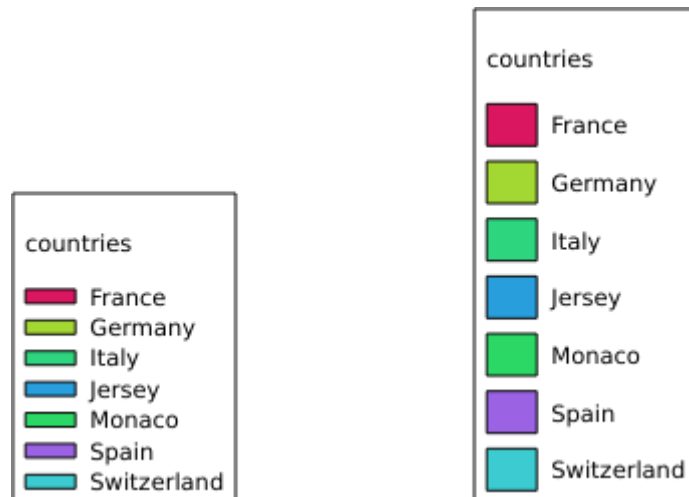 countries
France
Germany
Italy
Jersey
Monaco
Spain
Switzerland
countries
France
Germany
Italy
Jersey
Monaco
Spain
Switzerland